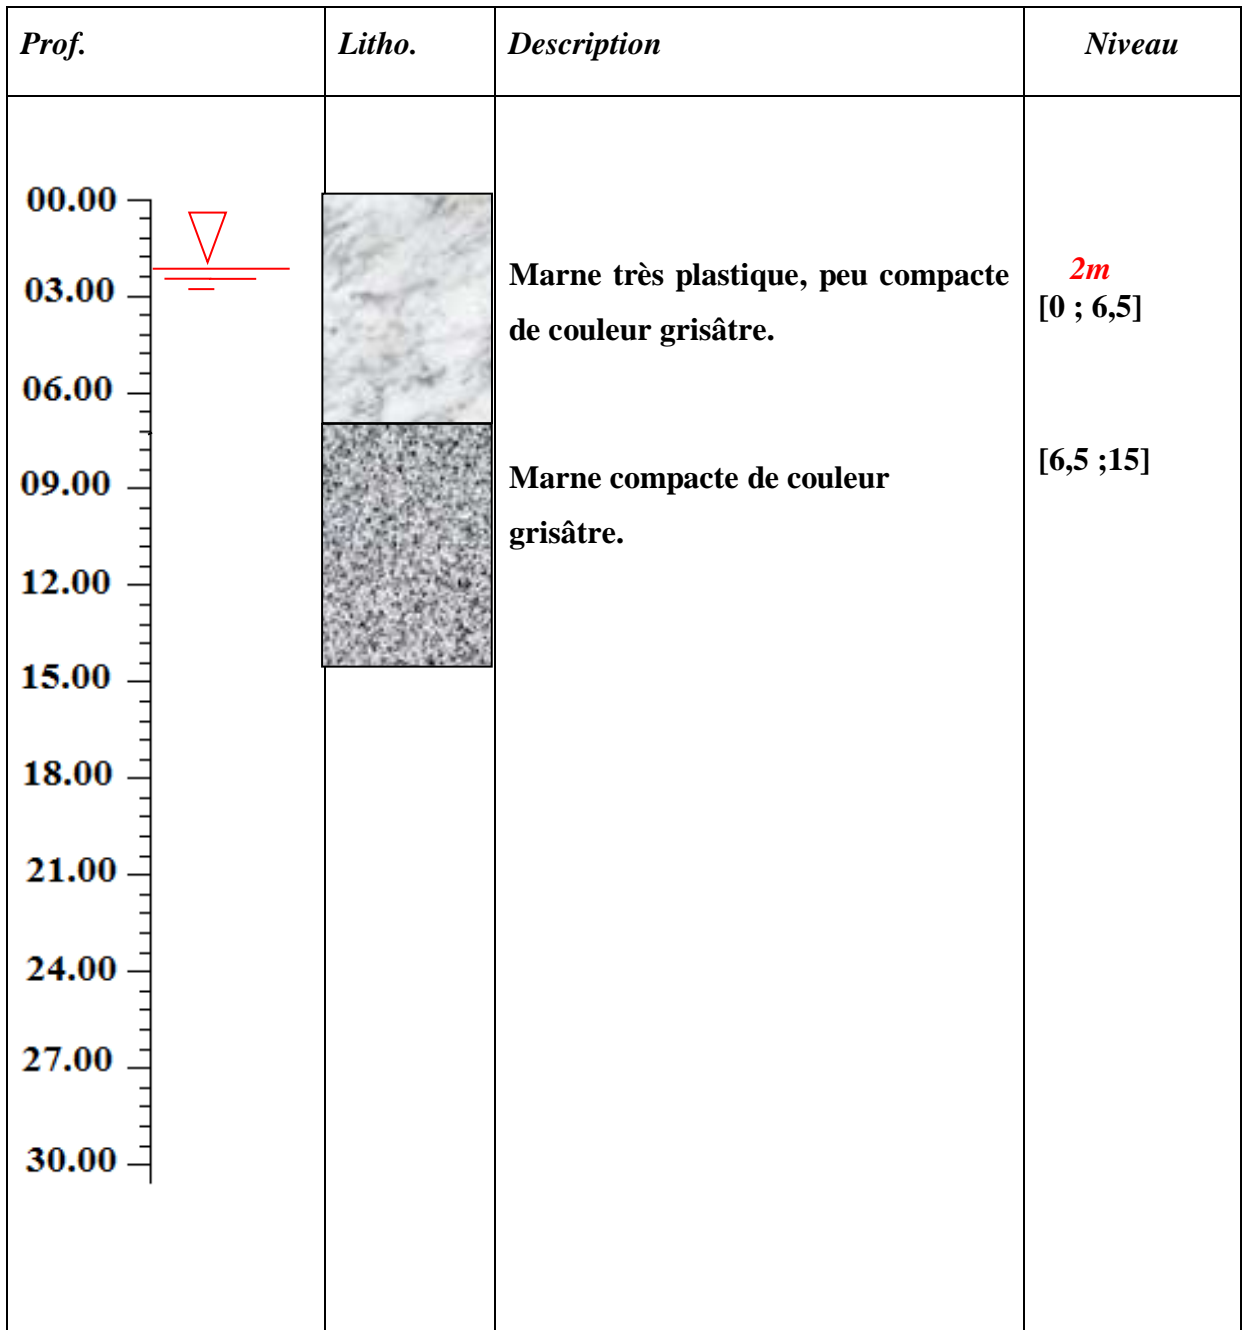 Prof.
Litho.
Description
Niveau
00.00
03.00
06.00
09.00
12.00
15.00
18.00
21.00
24.00
27.00
30.00
Marne très plastique, peu compacte
de couleur grisâtre.
Marne compacte de couleur
grisâtre.
2m
[0 ; 6,5]
[6,5 ;15]